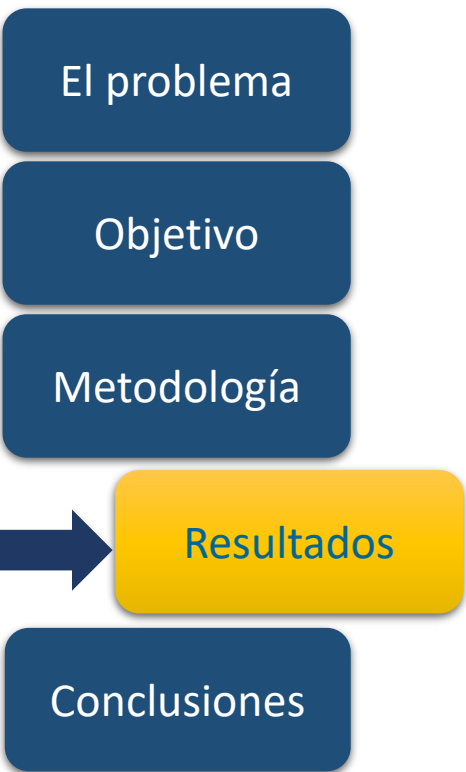 El problema
Objetivo
Metodología
Resultados
Conclusiones